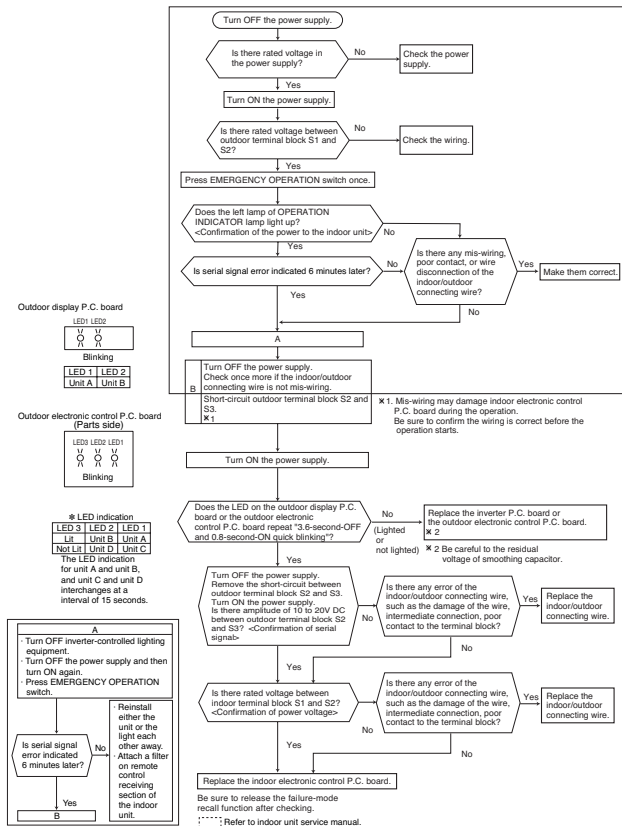 Turn OFF the power supply.
Is there rated voltage in
the power supply?
No
Check the power
supply.
Yes
Turn ON the power supply.
Is there rated voltage between
outdoor terminal block S1 and
S2?
No
Check the wiring.
Yes
Press EMERGENCY OPERATION switch once.
Does the left lamp of OPERATION
INDICATOR lamp light up?
<Confirmation of the power to the indoor unit>
No
Yes
Is there any mis-wiring,
poor contact, or wire
disconnection of the
indoor/outdoor
connecting wire?
Yes
Make them correct.
No
Is serial signal error indicated 6 minutes later?
No
Yes
A
B
Turn OFF the power supply.
Check once more if the indoor/outdoor
connecting wire is not mis-wiring.
Short-circuit outdoor terminal block S2 and
S3.
※1
※1. Mis-wiring may damage indoor electronic control
P.C. board during the operation.
Be sure to confirm the wiring is correct before the
operation starts.
Outdoor display P.C. board
LED1 LED2
Blinking
LED 1 LED 2
Unit A Unit B
Outdoor electronic control P.C. board
(Parts side)
LED3 LED2 LED1
Blinking
✻ LED indication
LED 3 LED 2 LED 1
Lit Unit B Unit A
Not Lit Unit D Unit C
The LED indication
for unit A and unit B,
and unit C and unit D
interchanges at a
interval of 15 seconds.
Turn ON the power supply.
Does the LED on the outdoor display P.C.
board or the outdoor electronic
control P.C. board repeat "3.6-second-OFF
and 0.8-second-ON quick blinking"?
No
(Lighted
or
not lighted)
Replace the inverter P.C. board or
the outdoor electronic control P.C. board.
※2
※2 Be careful to the residual
voltage of smoothing capacitor.
Yes
Turn OFF the power supply.
Remove the short-circuit between
outdoor terminal block S2 and S3.
Turn ON the power supply.
Is there amplitude of 10 to 20V DC
between outdoor terminal block S2
and S3? <Confirmation of serial
signal>
No
Is there any error of the
indoor/outdoor connecting wire,
such as the damage of the wire,
intermediate connection, poor
contact to the terminal block?
Yes
Replace the
indoor/outdoor
connecting wire.
No
Yes
Is there rated voltage between
indoor terminal block S1 and S2?
<Confirmation of power voltage>
No
Is there any error of the
indoor/outdoor connecting wire,
such as the damage of the wire,
intermediate connection, poor
contact to the terminal block?
Yes
Replace the
indoor/outdoor
connecting wire.
No
Yes
Replace the indoor electronic control P.C. board.
Be sure to release the failure-mode
recall function after checking.
Refer to indoor unit service manual.
A
· Turn OFF inverter-controlled lighting
equipment.
· Turn OFF the power supply and then
turn ON again.
· Press EMERGENCY OPERATION
switch.
Is serial signal
error indicated
6 minutes later?
No
· Reinstall
either the
unit or the
light each
other away.
· Attach a filter
on remote
control
receiving
section of
the indoor
unit.
Yes
B